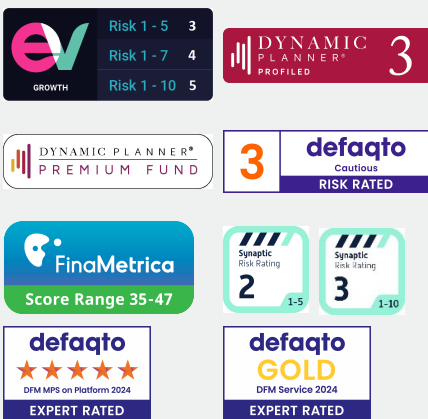 ev
GROWTH
Risk 1 - 5 3
Risk 1 - 7 4
Risk 1 - 10 5
DYNAMIC
PLANNER®
PROFILED
3
DYNAMIC PLANNER®
PREMIUM FUND
3
defaqto
Cautious
RISK RATED
FinaMetrica
Score Range 35-47
Synaptic
Risk Rating
2
1-5
Synaptic
Risk Rating
3
1-10
defaqto
DFM MPS on Platform 2024
EXPERT RATED
defaqto
GOLD
DFM Service 2024
EXPERT RATED